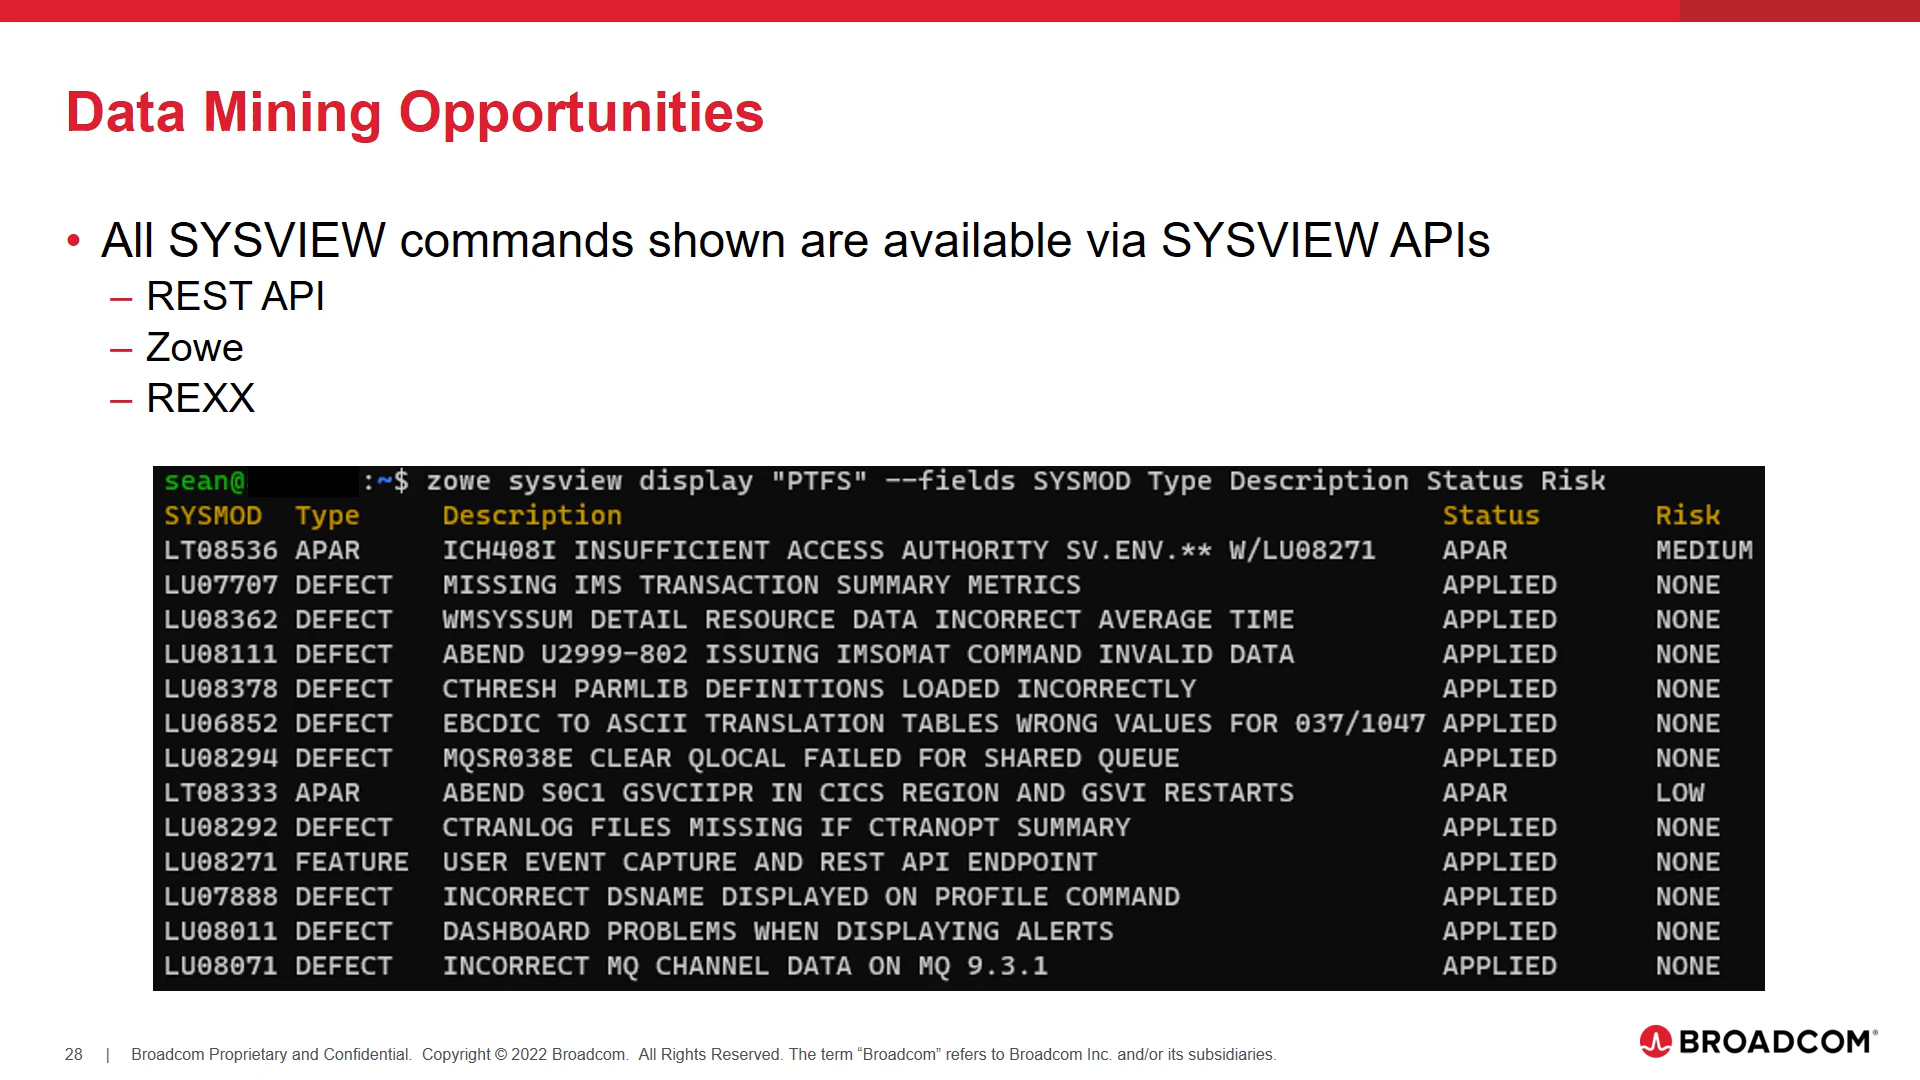 Data Mining Opportunities
• All SYSVIEW commands shown are available via SYSVIEW APIs
– REST API
– Zowe
– REXX
sean@ :~$ zowe sysview display "PTFS" --fields SYSMOD Type Description Status Risk
SYSMOD Type Description Status Risk
LT08536 APAR ICH408I INSUFFICIENT ACCESS AUTHORITY SV.ENV.** W/LU08271 APAR MEDIUM
LU07707 DEFECT MISSING IMS TRANSACTION SUMMARY METRICS APPLIED NONE
LU08362 DEFECT WMSYSSUM DETAIL RESOURCE DATA INCORRECT AVERAGE TIME APPLIED NONE
LU08111 DEFECT ABEND U2999-802 ISSUING IMSOMAT COMMAND INVALID DATA APPLIED NONE
LU08378 DEFECT CTHRESH PARMLIB DEFINITIONS LOADED INCORRECTLY APPLIED NONE
LU06852 DEFECT EBCDIC TO ASCII TRANSLATION TABLES WRONG VALUES FOR 037/1047 APPLIED NONE
LU08294 DEFECT MQSR038E CLEAR QLOCAL FAILED FOR SHARED QUEUE APPLIED NONE
LT08333 APAR ABEND S0C1 GSVCIIPR IN CICS REGION AND GSVI RESTARTS APAR LOW
LU08292 DEFECT CTRANLOG FILES MISSING IF CTRANOPT SUMMARY APPLIED NONE
LU08271 FEATURE USER EVENT CAPTURE AND REST API ENDPOINT APPLIED NONE
LU07888 DEFECT INCORRECT DSNAME DISPLAYED ON PROFILE COMMAND APPLIED NONE
LU08011 DEFECT DASHBOARD PROBLEMS WHEN DISPLAYING ALERTS APPLIED NONE
LU08071 DEFECT INCORRECT MQ CHANNEL DATA ON MQ 9.3.1 APPLIED NONE
28 | Broadcom Proprietary and Confidential. Copyright © 2022 Broadcom. All Rights Reserved. The term “Broadcom” refers to Broadcom Inc. and/or its subsidiaries.
BROADCOM®